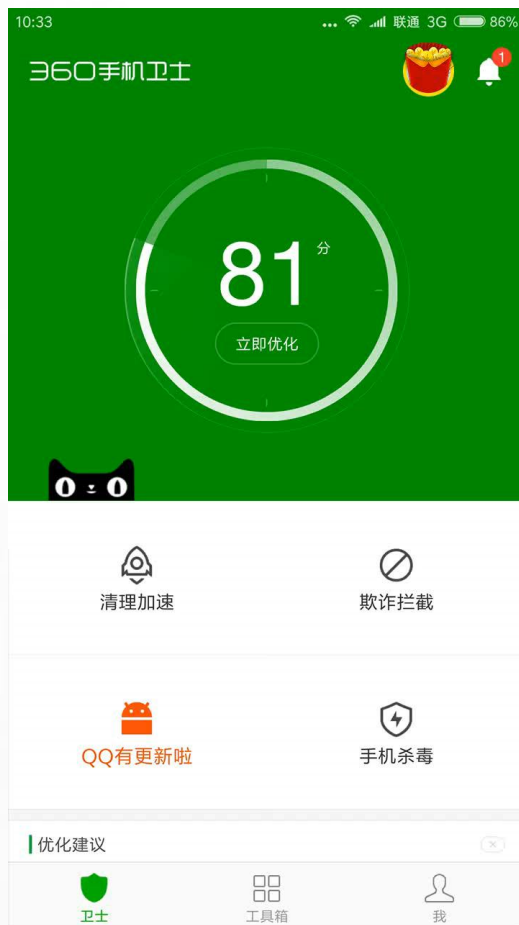 10:33 ... 联通 3G 86%
360手机卫士
1
81分
立即优化
清理加速 欺诈拦截
QQ有更新啦 手机杀毒
优化建议
卫士 工具箱 我